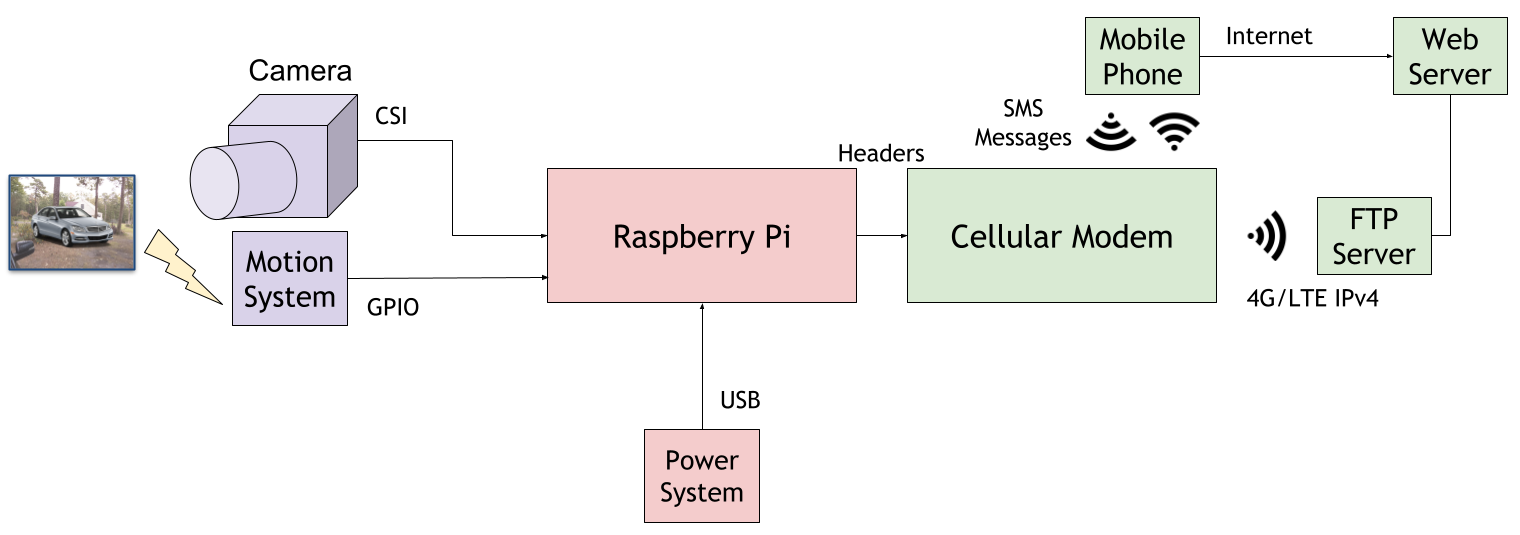 Camera
CSI
Motion
System
GPIO
Raspberry Pi
USB
Power
System
Headers
Cellular Modem
SMS
Messages
Mobile
Phone
Internet
Web
Server
FTP
Server
4G/LTE IPv4